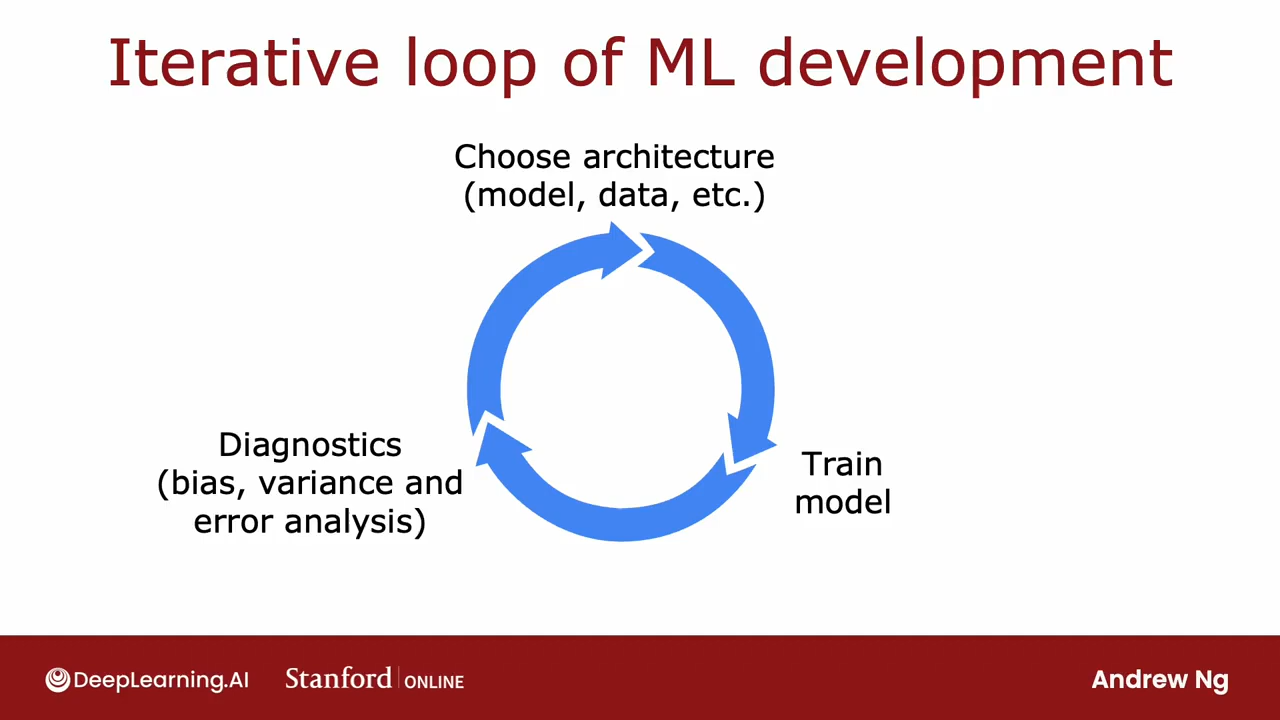 Iterative loop of ML development
Choose architecture
(model, data, etc.)
Diagnostics
(bias, variance and
error analysis)
Train
model
DeepLearning.AI
Stanford | ONLINE
Andrew Ng